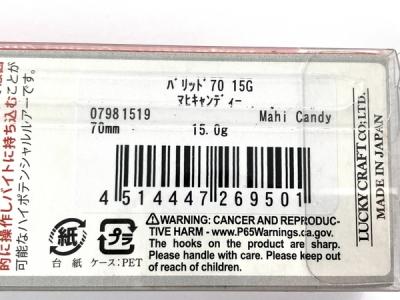 ﾊﾞﾘｯﾄﾞ70 15G
ﾏﾋｷｬﾝﾃﾞｨｰ
07981519 Mahi Candy
70mm 15.0g
4 514447 269501
紙
台 紙
プラ
ケース:PET
WARNING: CANCER AND REPRODUC-
TIVE HARM - www.P65Warnings.ca.gov.
The hooks on the product are sharp.
Please handle with care. Please keep out
of reach of children.
LUCKY CRAFT CO;LTD.
MADE IN JAPAN
的に操作しバイトに持ち込むことが
可能なハイポテンシャルルアーです。